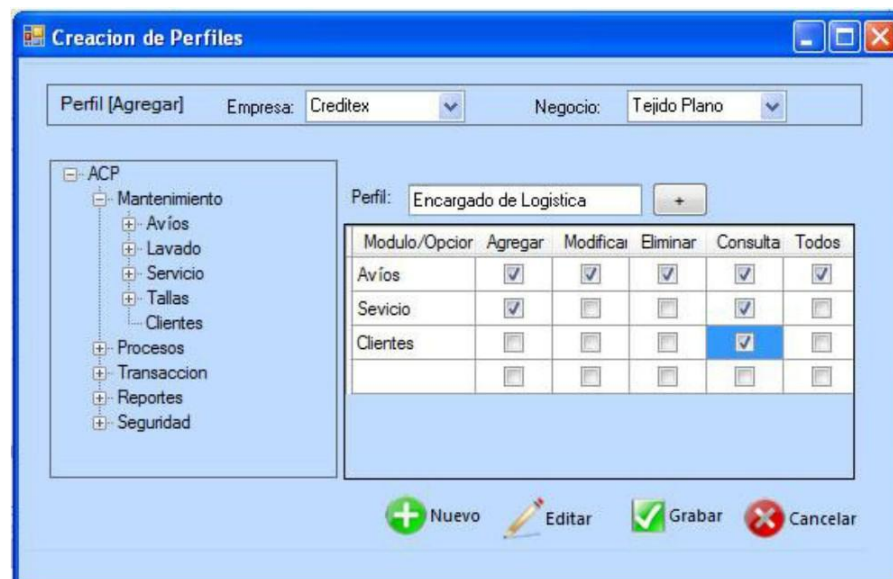 Creacion de Perfiles
Perfil [Agregar] Empresa: Creditex Negocio: Tejido Plano
ACP
Mantenimiento
Avíos
Lavado
Servicio
Tallas
Clientes
Procesos
Transaccion
Reportes
Seguridad
Perfil: Encargado de Logistica +
Modulo/Opcior Agregar Modificai Eliminar Consulta Todos
Avíos
Sevicio
Clientes
Nuevo Editar Grabar Cancelar